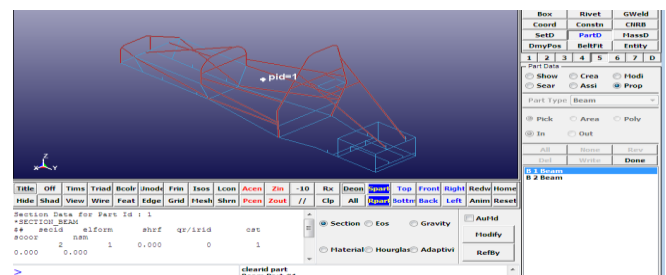 Box Rivet GWeld
Coord Constn CNRB
SetD PartD MassD
DmyPos BeltFit Entity
1 2 3 4 5 6 7 D
Part Data
Show Crea Modi
Sear Assi Prop
Part Type Beam
Pick Area Poly
In Out
All None Rev
Del Write Done
B 1 Beam
B 2 Beam
pid=1
Z
X Y
Title Off Tims Triad Bcolr Unode Frin Isos Lcon Acen Zin -10 Rx Deon Spart Top Front Right Redw Home
Hide Shad View Wire Feat Edge Grid Mesh Shrn Pcen Zout // Clp All Rpart Bottm Back Left Anim Reset
Section Data for Part Id : 1
*SECTION_BEAM
$# secid elform shrf qr/irid cst
scoor nsm
2 1 0.000 0 1
0.000 0.000
Section Eos Gravity
Material Hourglas Adaptivi
AuMd
Modify
RefBy
>
clearid part